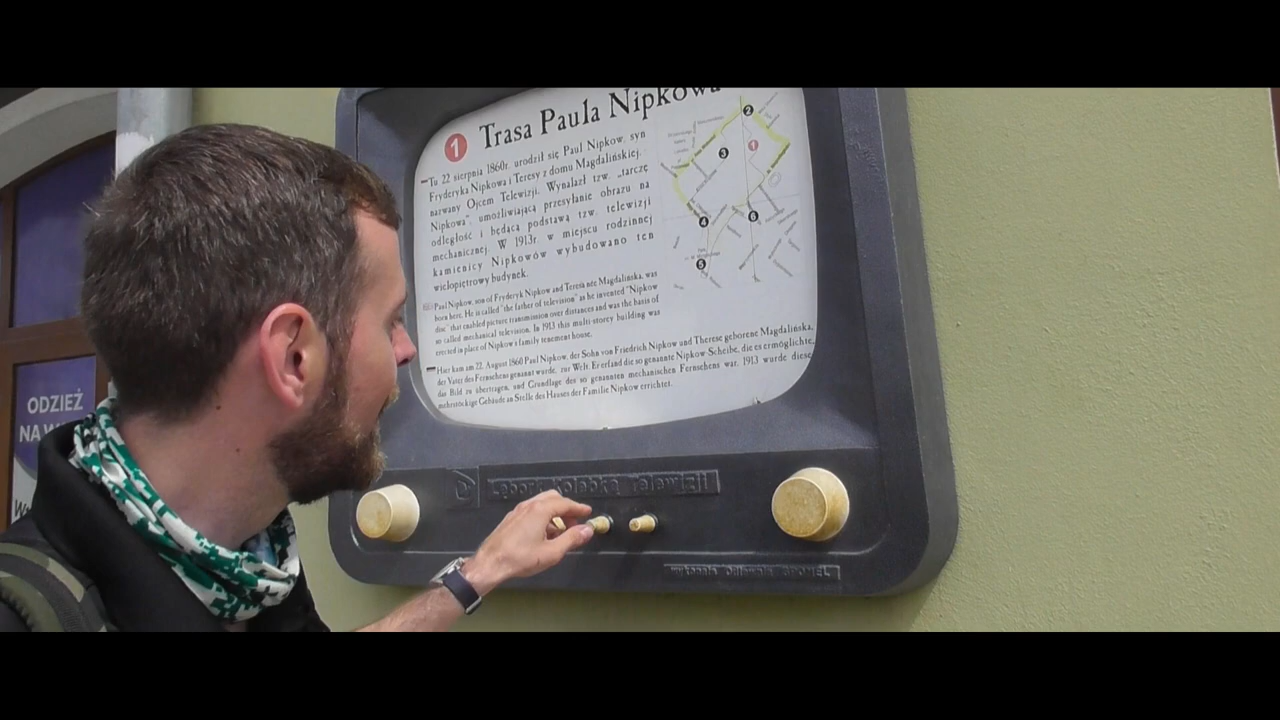 1 Trasa Paula Nipkowa
Tu 22 sierpnia 1860r. urodził się Paul Nipkow, syn
Fryderyka Nipkowa i Teresy z domu Magdalińskiej,
nazwany Ojcem Telewizji. Wynalazł tzw. „tarczę
Nipkowa", umożliwiającą przesyłanie obrazu na
odległość i będącą podstawą tzw. telewizji
mechanicznej. W 1913r. w miejscu rodzinnej
kamienicy Nipkowów wybudowano ten
wielopiętrowy budynek.
Paul Nipkow, son of Fryderyk Nipkow and Teresa née Magdalińska, was
born here. He is called "the father of television" as he invented "Nipkow
disc" that enabled picture transmission over distances and was the basis of
so called mechanical television. In 1913 this multi-storey building was
erected in place of Nipkow's family tenement house.
Hier kam am 22. August 1860 Paul Nipkow, der Sohn von Friedrich Nipkow und Therese geborene Magdalińska,
der Vater des Fernsehens genannt wurde, zur Welt. Er erfand die so genannte Nipkow-Scheibe, die es ermöglichte,
das Bild zu übertragen, und Grundlage des so genannten mechanischen Fernsehens war. 1913 wurde diese
mehrstöckige Gebäude an Stelle des Hauses der Familie Nipkow errichtet.
2
1
3
4
6
5
Lębork kolebką telewizji
wykonała Odlewnia
ODZIEŻ
NA